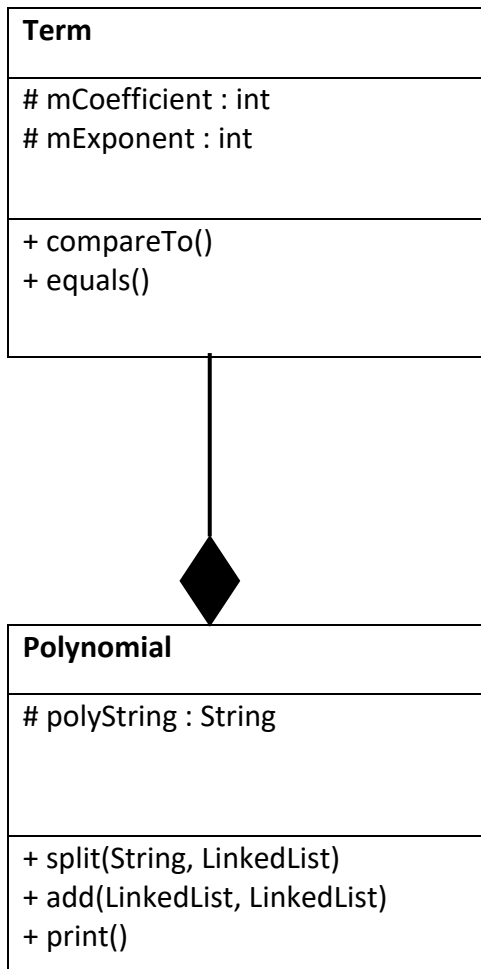 Term
# mCoefficient : int
# mExponent : int
+ compareTo()
+ equals()
Polynomial
# polyString : String
+ split(String, LinkedList)
+ add(LinkedList, LinkedList)
+ print()